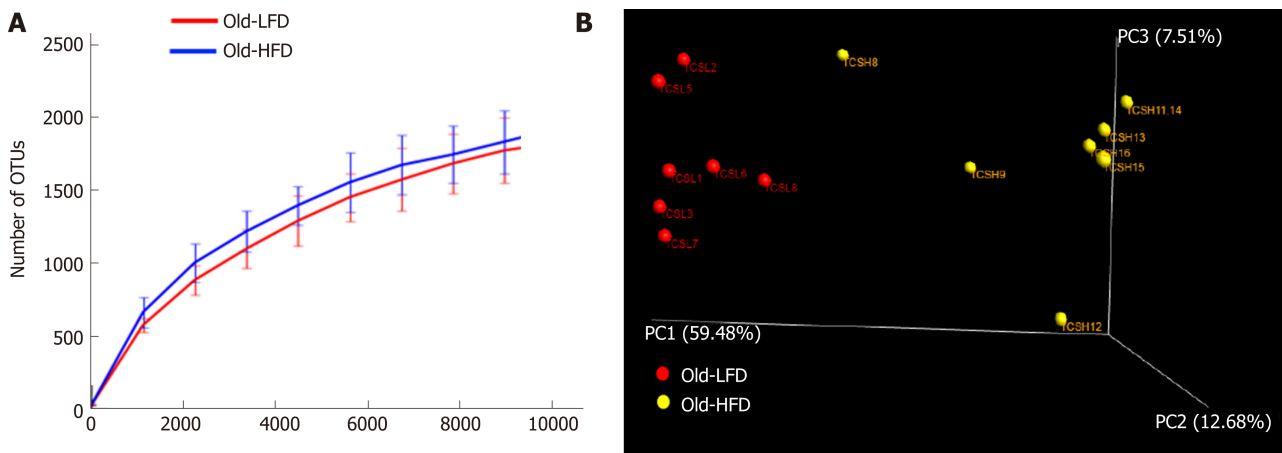 A
Old-LFD
Old-HFD
Number of OTUs
2500
2000
1500
1000
500
0
0 2000 4000 6000 8000 10000
B
PC3 (7.51%)
TCSL2
TCSH8
TCSL5
TCSH11.14
TCSH13
TCSH16
TCSH15
TCSL1
TCSL6
TCSH9
TCSL8
TCSL3
TCSL7
TCSH12
PC1 (59.48%)
Old-LFD
Old-HFD
PC2 (12.68%)